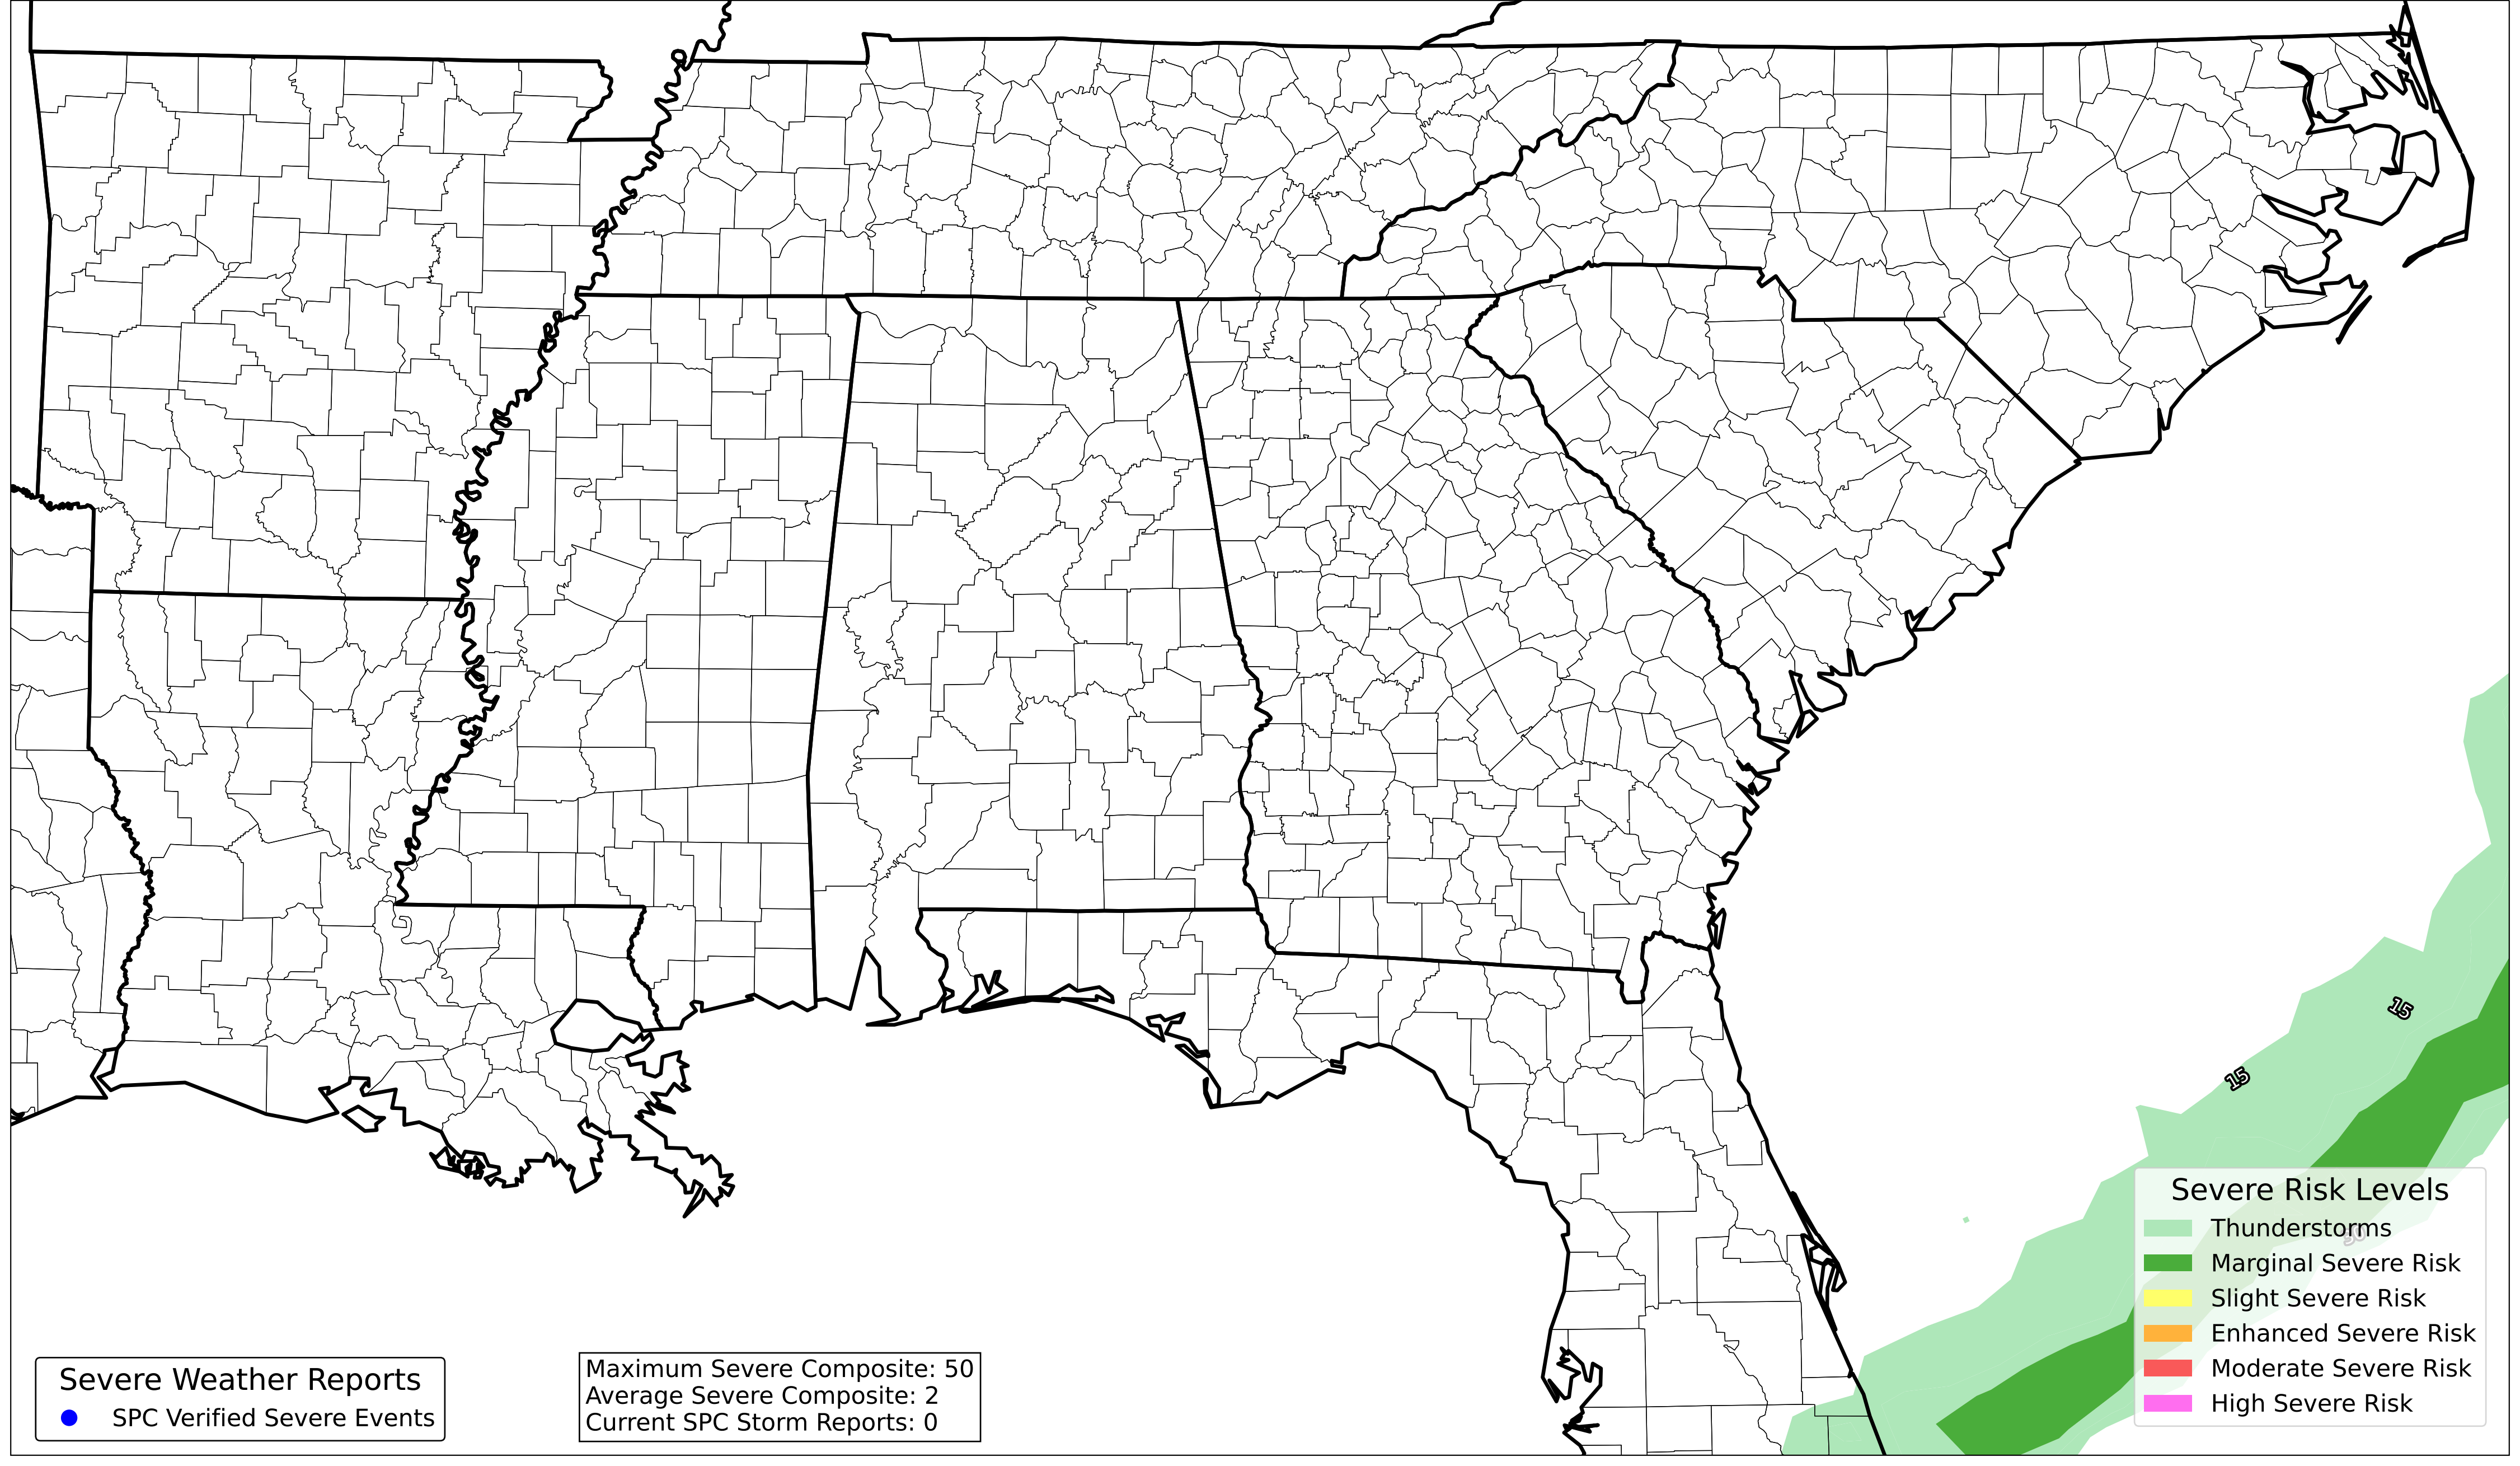 15
15
Severe Risk Levels
Thunderstorms
30
Marginal Severe Risk
Slight Severe Risk
Enhanced Severe Risk
Moderate Severe Risk
High Severe Risk
Severe Weather Reports
SPC Verified Severe Events
Maximum Severe Composite: 50
Average Severe Composite: 2
Current SPC Storm Reports: 0